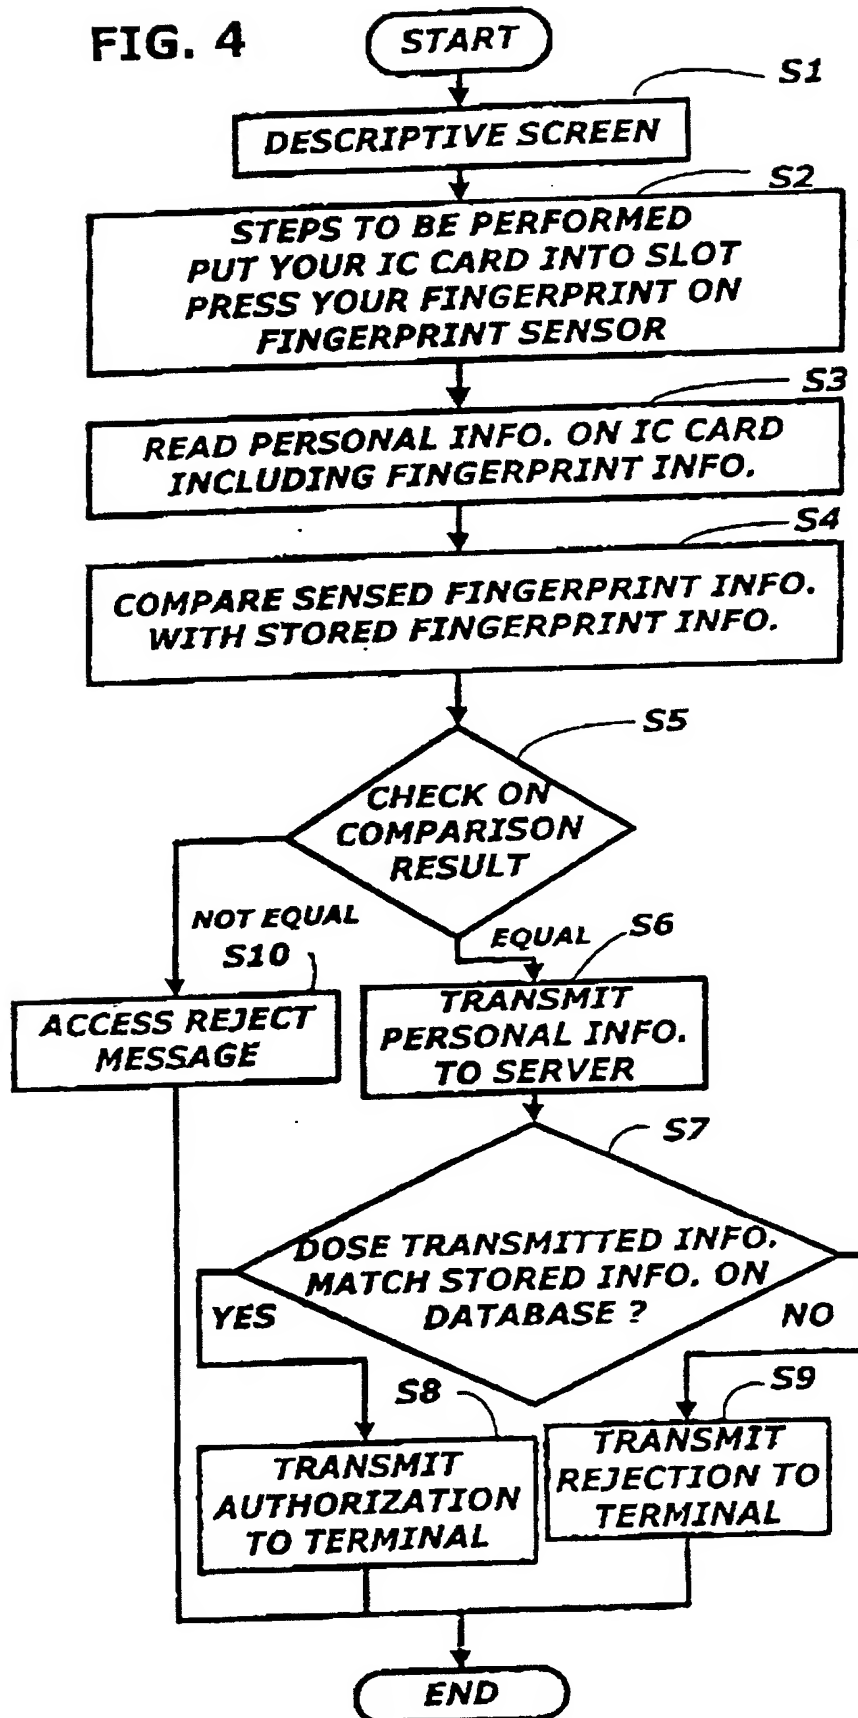 FIG. 4
START
S1
DESCRIPTIVE SCREEN
S2
STEPS TO BE PERFORMED
PUT YOUR IC CARD INTO SLOT
PRESS YOUR FINGERPRINT ON
FINGERPRINT SENSOR
S3
READ PERSONAL INFO. ON IC CARD
INCLUDING FINGERPRINT INFO.
S4
COMPARE SENSED FINGERPRINT INFO.
WITH STORED FINGERPRINT INFO.
S5
CHECK ON
COMPARISON
RESULT
NOT EQUAL
EQUAL
S10
ACCESS REJECT
MESSAGE
S6
TRANSMIT
PERSONAL INFO.
TO SERVER
S7
DOSE TRANSMITTED INFO.
MATCH STORED INFO. ON
DATABASE ?
YES
NO
S8
TRANSMIT
AUTHORIZATION
TO TERMINAL
S9
TRANSMIT
REJECTION TO
TERMINAL
END